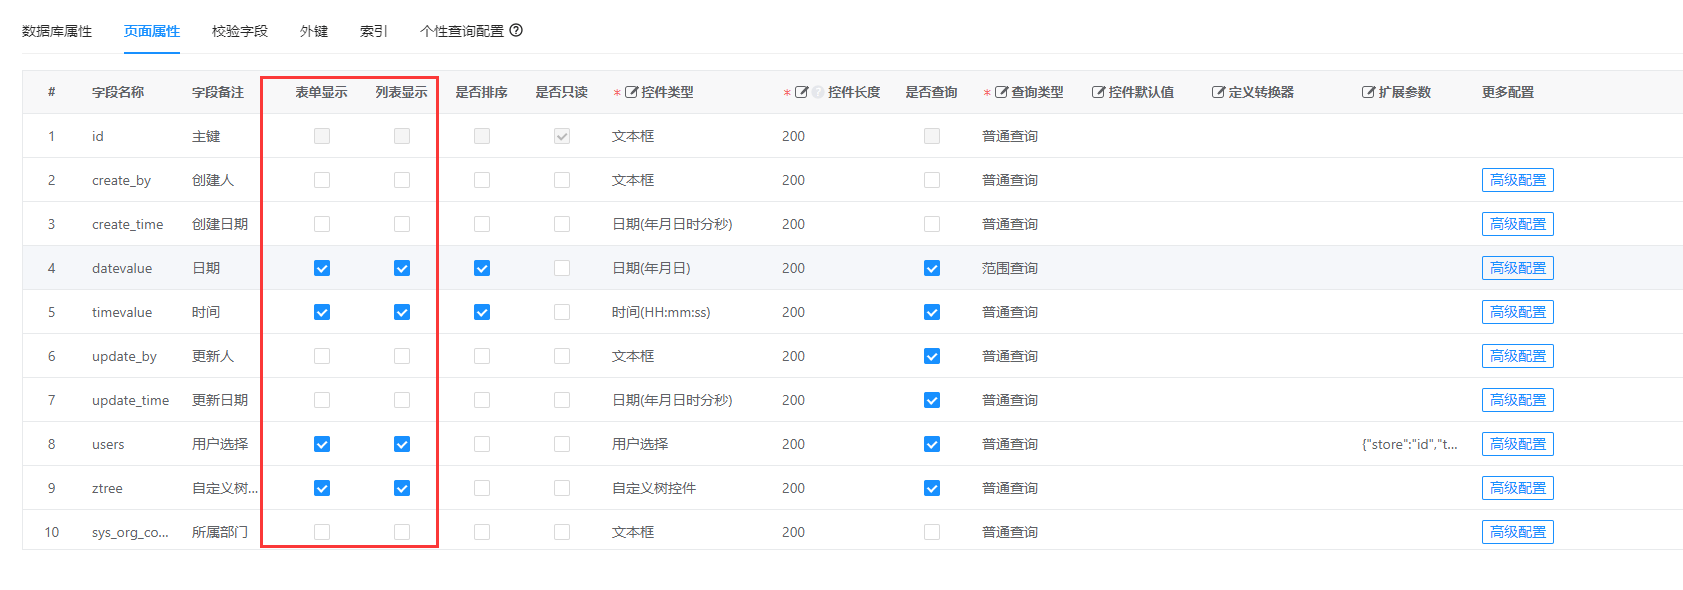 数据库属性 页面属性 校验字段 外键 索引 个性查询配置
# 字段名称 字段备注 表单显示 列表显示 是否排序 是否只读 * 控件类型 * 控件长度 是否查询 * 查询类型 控件默认值 定义转换器 扩展参数 更多配置
1 id 主键 文本框 200 普通查询
2 create_by 创建人 文本框 200 普通查询 高级配置
3 create_time 创建日期 日期(年月日时分秒) 200 普通查询 高级配置
4 datevalue 日期 日期(年月日) 200 范围查询 高级配置
5 timevalue 时间 时间(HH:mm:ss) 200 普通查询 高级配置
6 update_by 更新人 文本框 200 普通查询 高级配置
7 update_time 更新日期 日期(年月日时分秒) 200 普通查询 高级配置
8 users 用户选择 用户选择 200 普通查询 {"store":"id","t... 高级配置
9 ztree 自定义树... 自定义树控件 200 普通查询 高级配置
10 sys_org_co... 所属部门 文本框 200 普通查询 高级配置